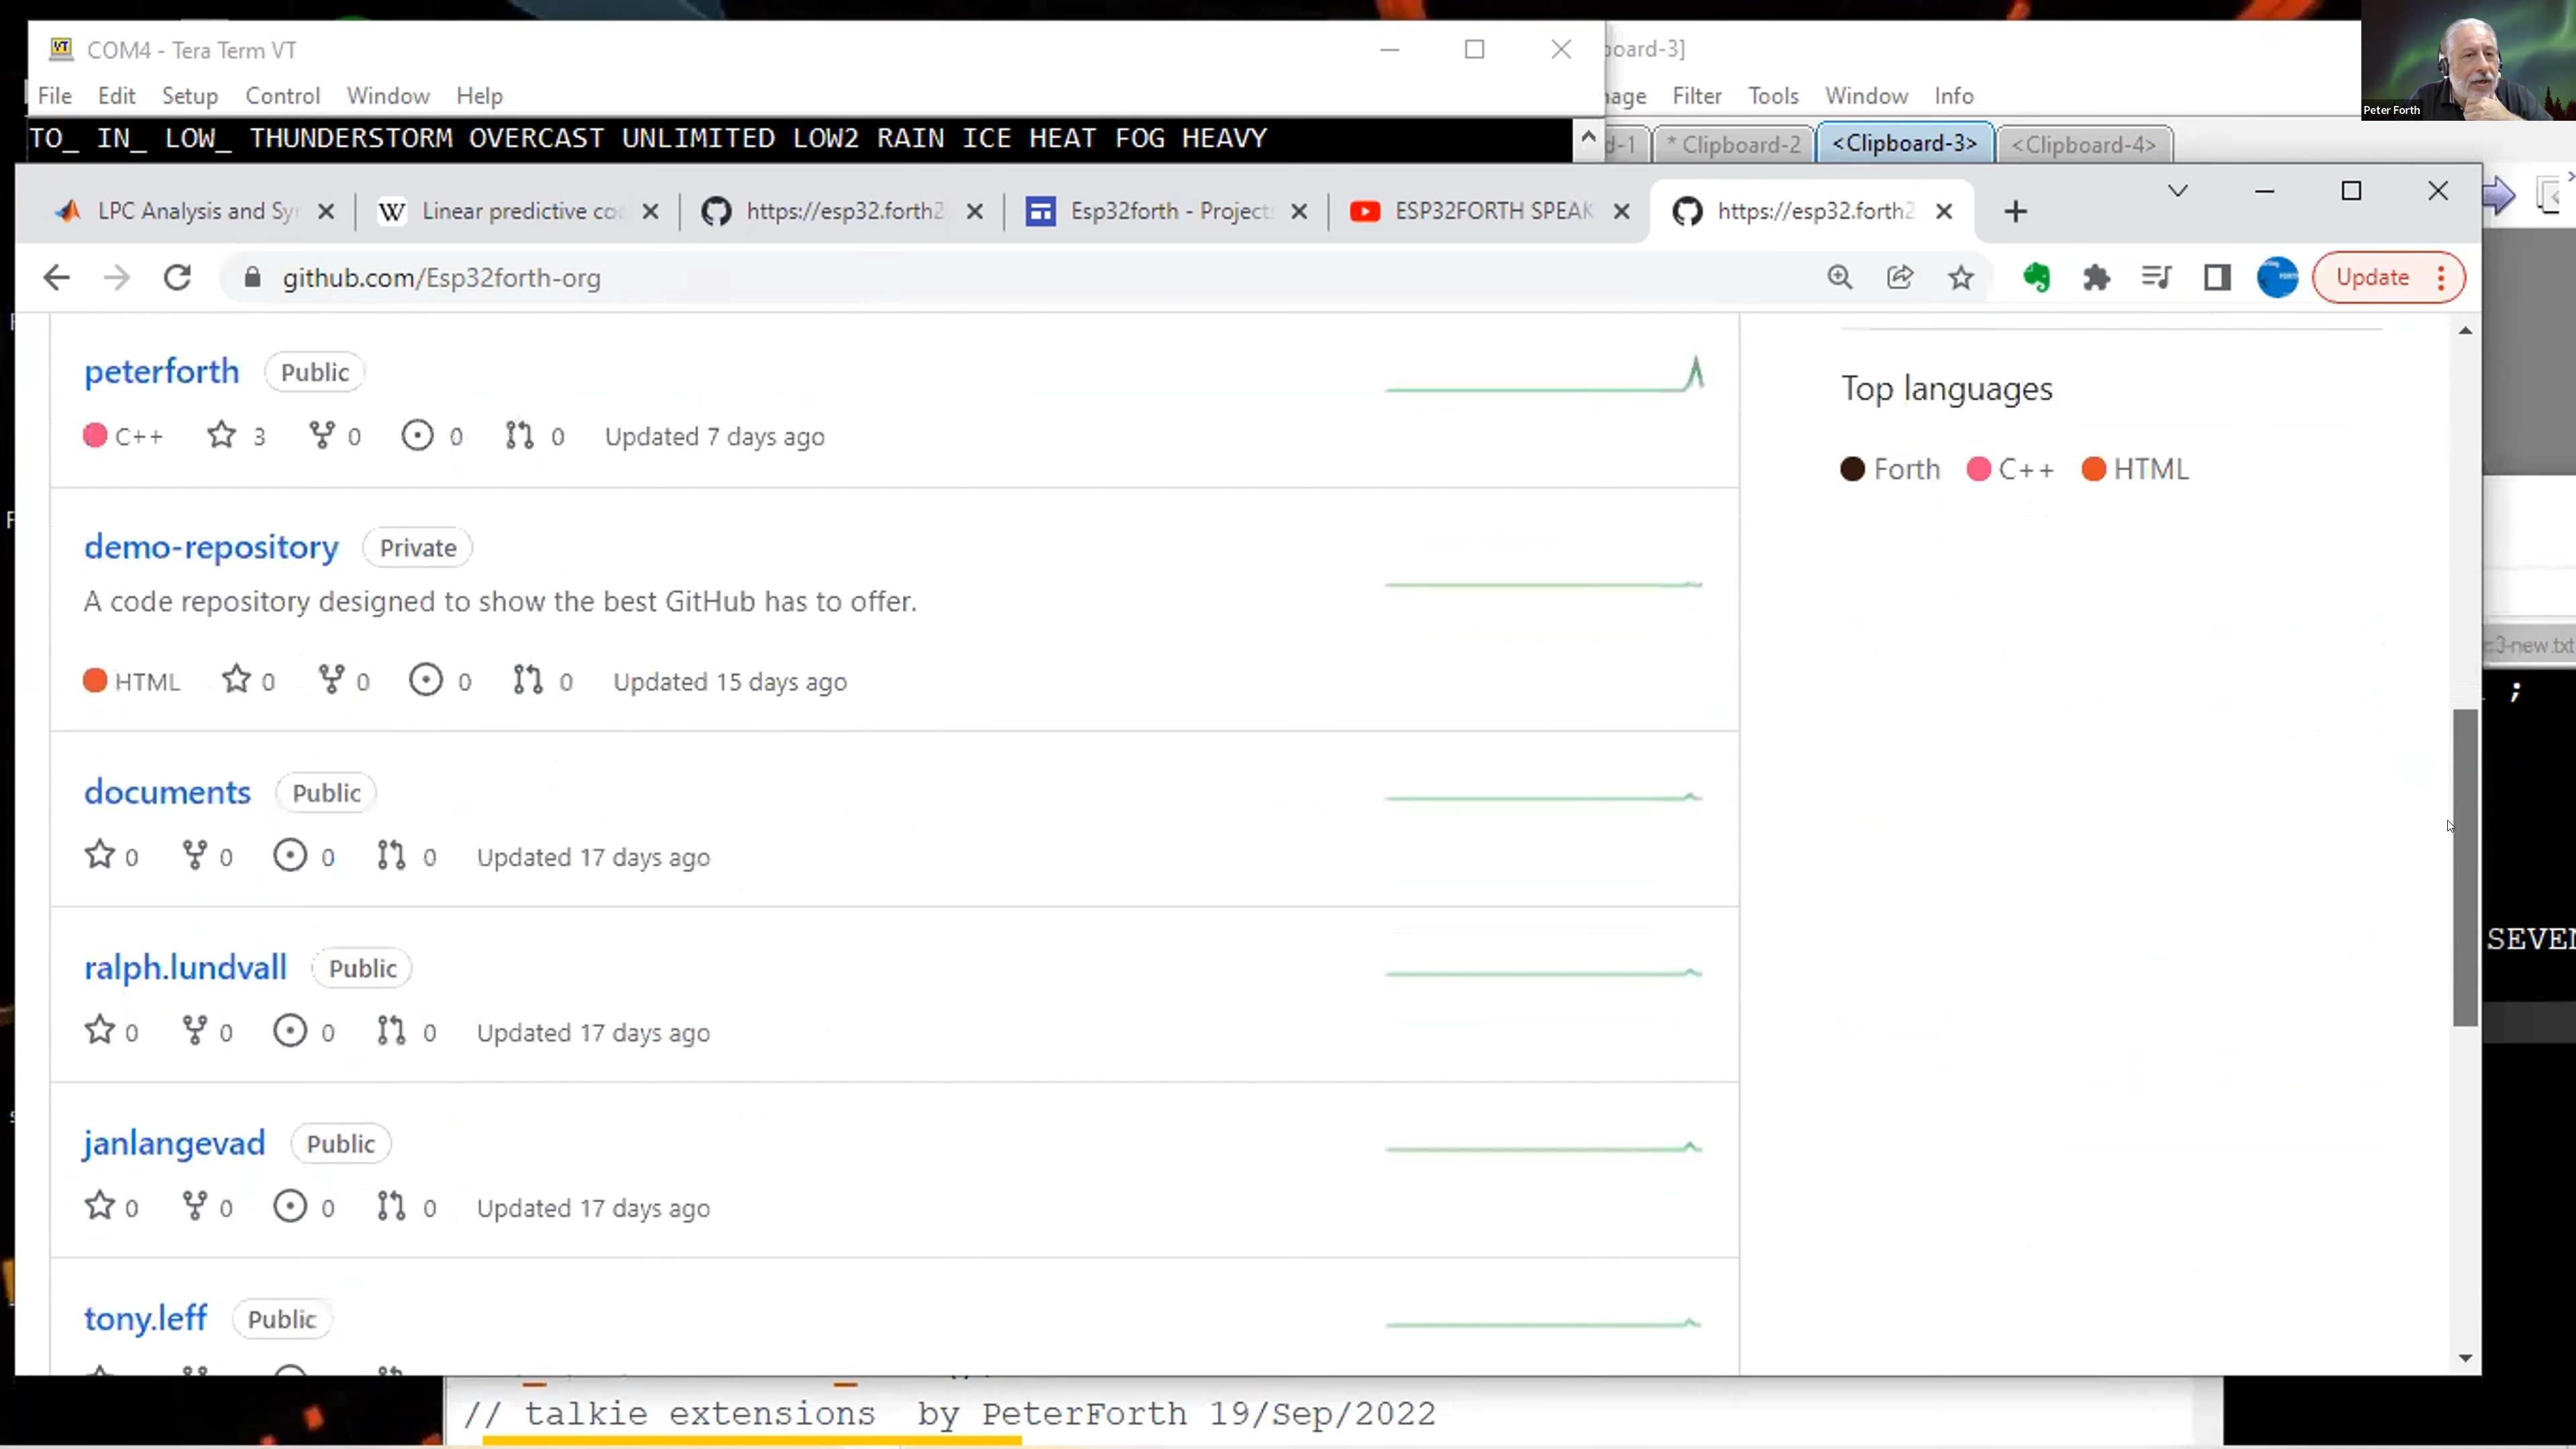 COM4 - Tera Term VT
board-3]
File Edit Setup Control Window Help
age Filter Tools Window Info
Peter Forth
TO_ IN_ LOW_ THUNDERSTORM OVERCAST UNLIMITED LOW2 RAIN ICE HEAT FOG HEAVY
d-1 * Clipboard-2 <Clipboard-3> <Clipboard-4>
LPC Analysis and Sy Linear predictive co https://esp32.forth2 Esp32forth - Project ESP32FORTH SPEAK https://esp32.forth2
github.com/Esp32forth-org
Update
peterforth Public
C++ 3 0 0 0 Updated 7 days ago
Top languages
Forth C++ HTML
demo-repository Private
A code repository designed to show the best GitHub has to offer.
HTML 0 0 0 0 Updated 15 days ago
3-new.txt
;
documents Public
0 0 0 0 Updated 17 days ago
SEVEN
ralph.lundvall Public
0 0 0 0 Updated 17 days ago
janlangevad Public
0 0 0 0 Updated 17 days ago
tony.leff Public
// talkie extensions by PeterForth 19/Sep/2022